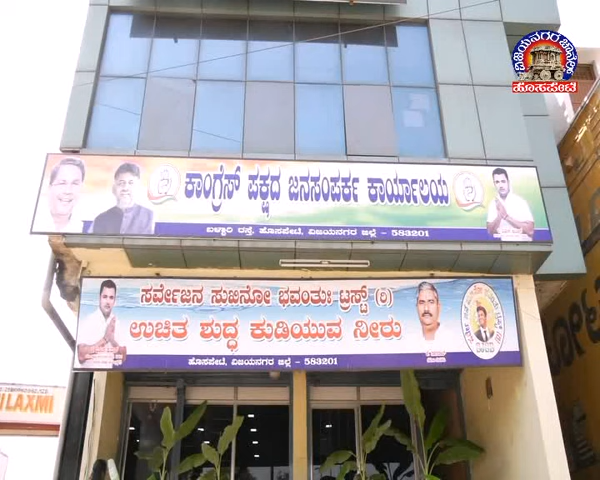 ವಿಜಯನಗರ ಚಾನಲ್
ಹೊಸಪೇಟೆ
ಕಾಂಗ್ರೆಸ್ ಪಕ್ಷದ ಜನಸಂಪರ್ಕ ಕಾರ್ಯಾಲಯ
ಬಳ್ಳಾರಿ ರಸ್ತೆ, ಹೊಸಪೇಟೆ, ವಿಜಯನಗರ ಜಿಲ್ಲೆ - 583201
ಸರ್ವೇಜನ ಸುಖಿನೋ ಭವಂತುಃ ಟ್ರಸ್ಟ್ (ರಿ)
ಉಚಿತ ಶುದ್ಧ ಕುಡಿಯುವ ನೀರು
ಹೊಸಪೇಟೆ, ವಿಜಯನಗರ ಜಿಲ್ಲೆ - 583201
LAXMI